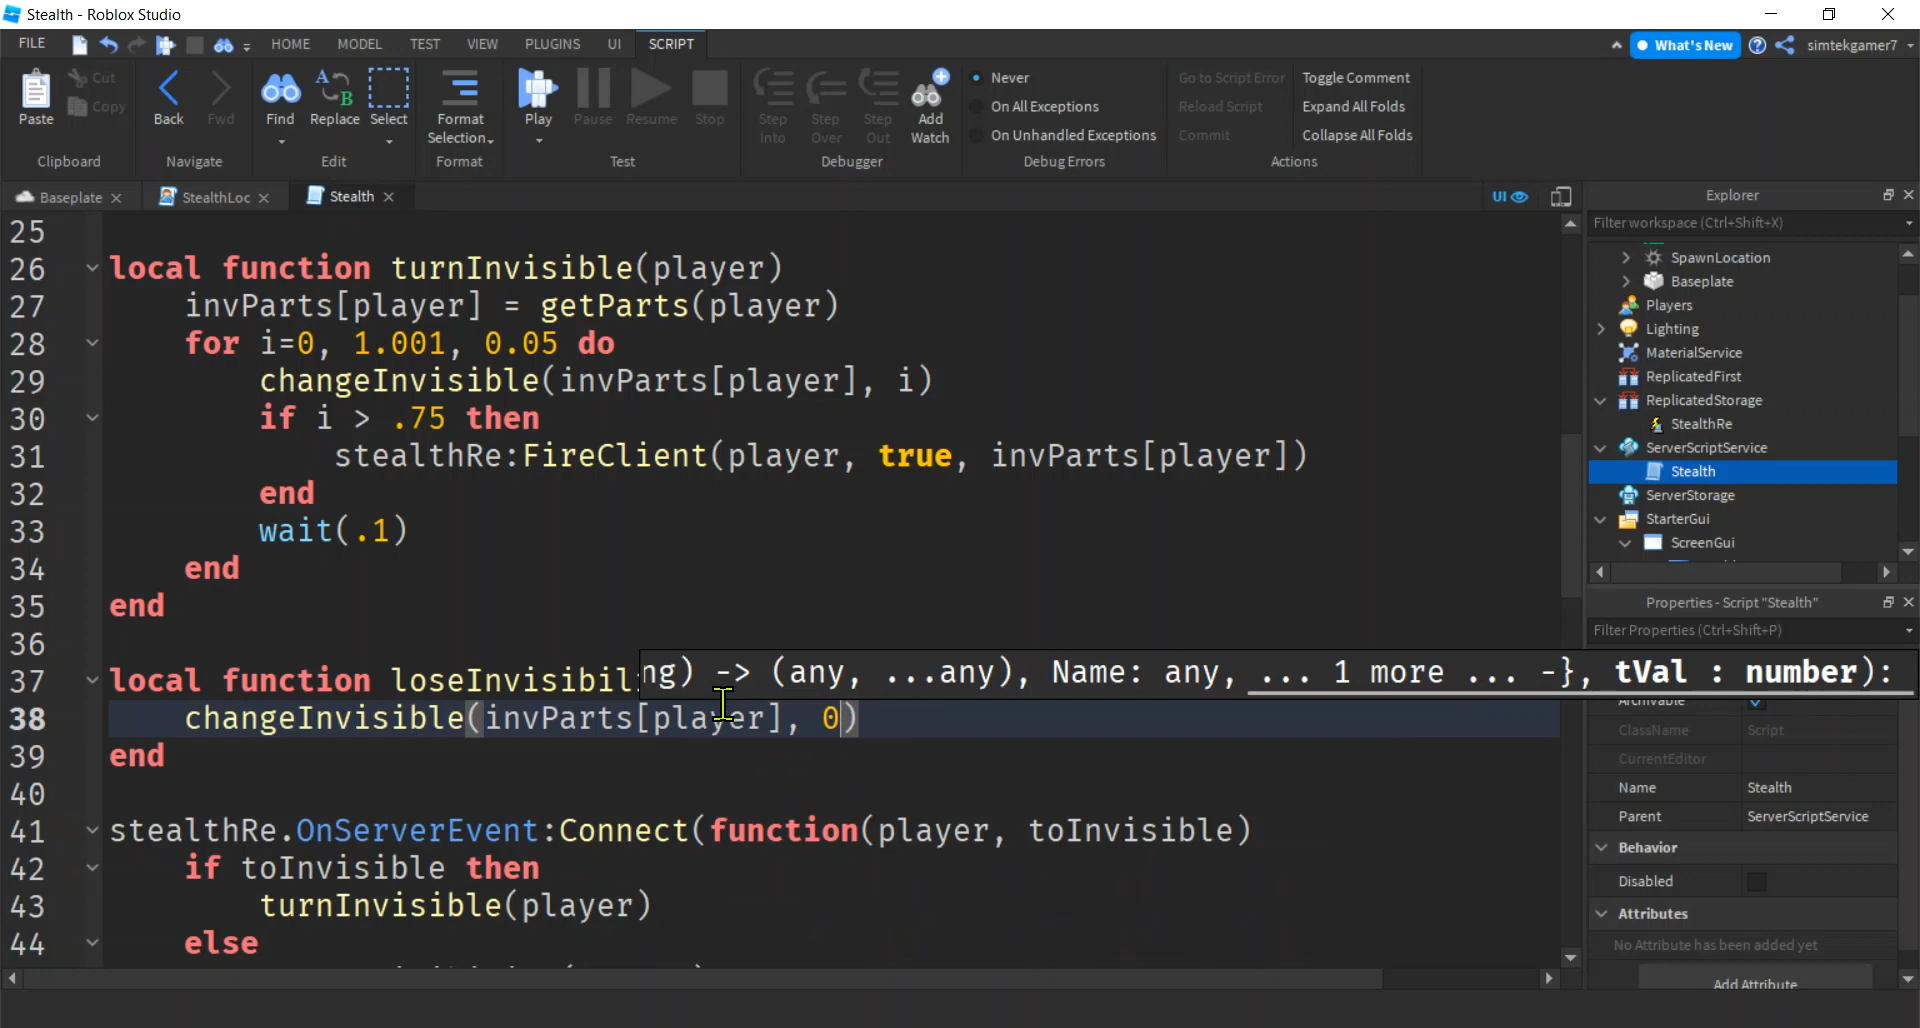 Stealth - Roblox Studio
FILE HOME MODEL TEST VIEW PLUGINS UI SCRIPT What's New simtekgamer7
Paste Cut Copy Clipboard
Back Fwd Navigate
Find Replace Select Edit
Format Selection Format
Play Pause Resume Stop Test
Step Into Step Over Step Out Add Watch Debugger
Never
On All Exceptions
On Unhandled Exceptions
Debug Errors
Go to Script Error Toggle Comment
Reload Script Expand All Folds
Commit Collapse All Folds
Actions
Baseplate StealthLoc Stealth UI
25
26 local function turnInvisible(player)
27 invParts[player] = getParts(player)
28 for i=0, 1.001, 0.05 do
29 changeInvisible(invParts[player], i)
30 if i > .75 then
31 stealthRe:FireClient(player, true, invParts[player])
32 end
33 wait(.1)
34 end
35 end
36
37 local function loseInvisibil
ng) -> (any, ...any), Name: any, ... 1 more ... -}, tVal : number):
38 changeInvisible(invParts[player], 0)
39 end
40
41 stealthRe.OnServerEvent:Connect(function(player, toInvisible)
42 if toInvisible then
43 turnInvisible(player)
44 else
Explorer
Filter workspace (Ctrl+Shift+X)
SpawnLocation
Baseplate
Players
Lighting
MaterialService
ReplicatedFirst
ReplicatedStorage
StealthRe
ServerScriptService
Stealth
ServerStorage
StarterGui
ScreenGui
Properties - Script "Stealth"
Filter Properties (Ctrl+Shift+P)
Archivable
ClassName Script
CurrentEditor
Name Stealth
Parent ServerScriptService
Behavior
Disabled
Attributes
No Attribute has been added yet
Add Attribute